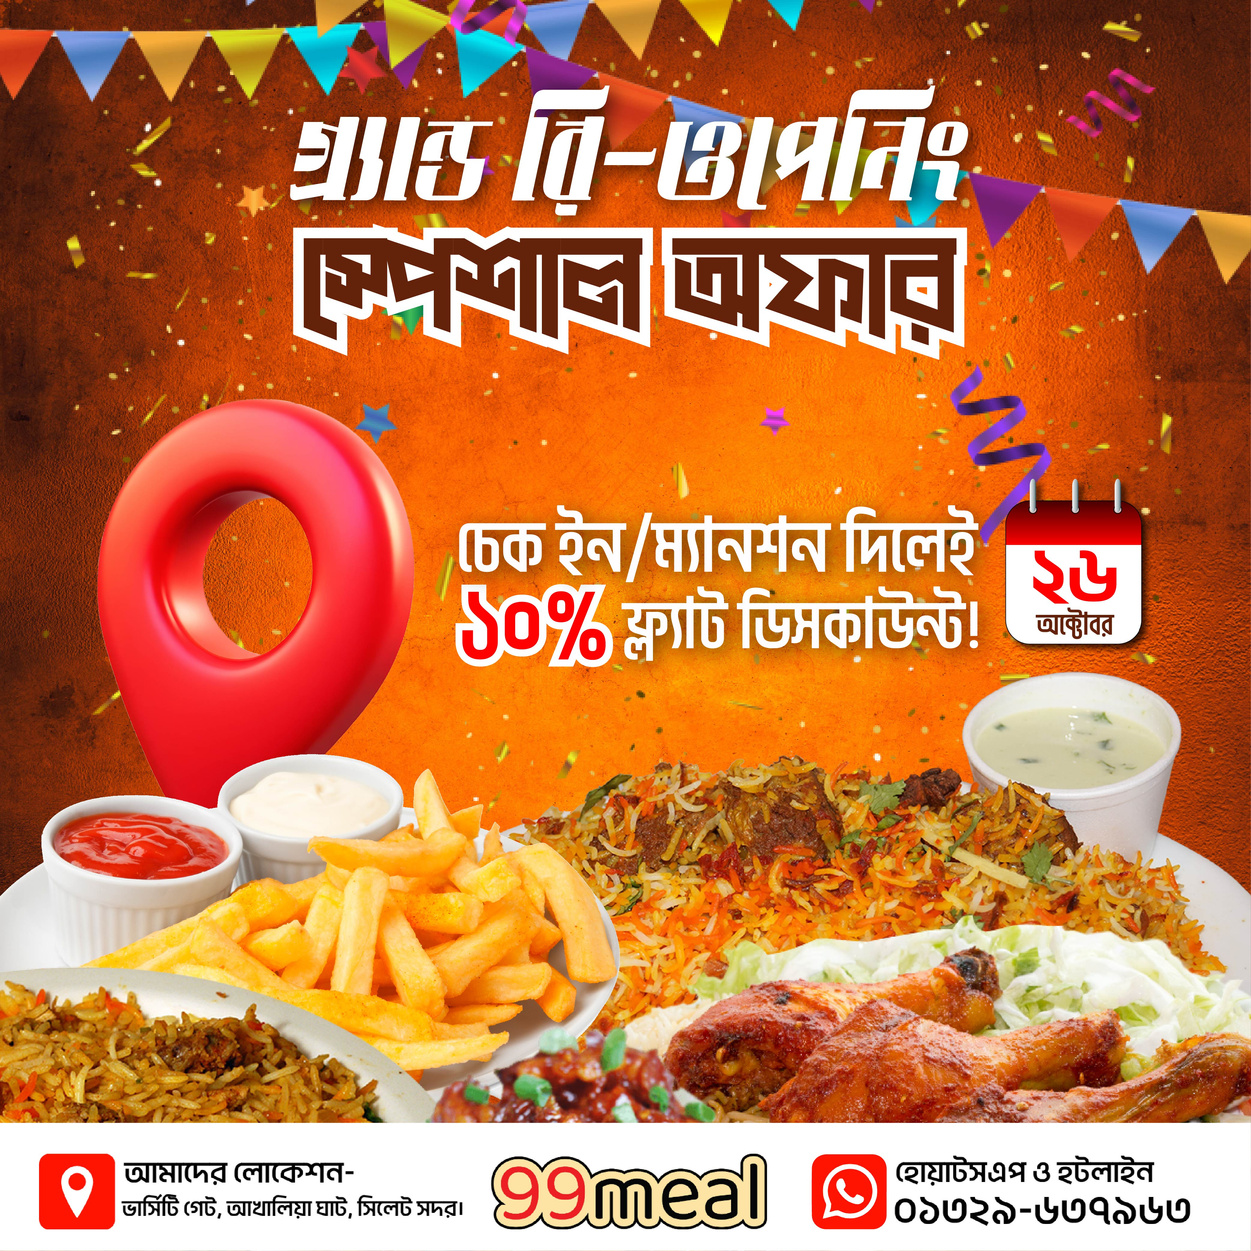 গ্র্যান্ড রি-ওপেনিং
স্পেশাল অফার
চেক ইন/ম্যানশন দিলেই
১০% ফ্ল্যাট ডিসকাউন্ট!
২৬
অক্টোবর
আমাদের লোকেশন-
ভার্সিটি গেট, আখালিয়া ঘাট, সিলেট সদর।
99meal
হোয়াটসএপ ও হটলাইন
০১৩২৯-৬৩৭৯৬৩